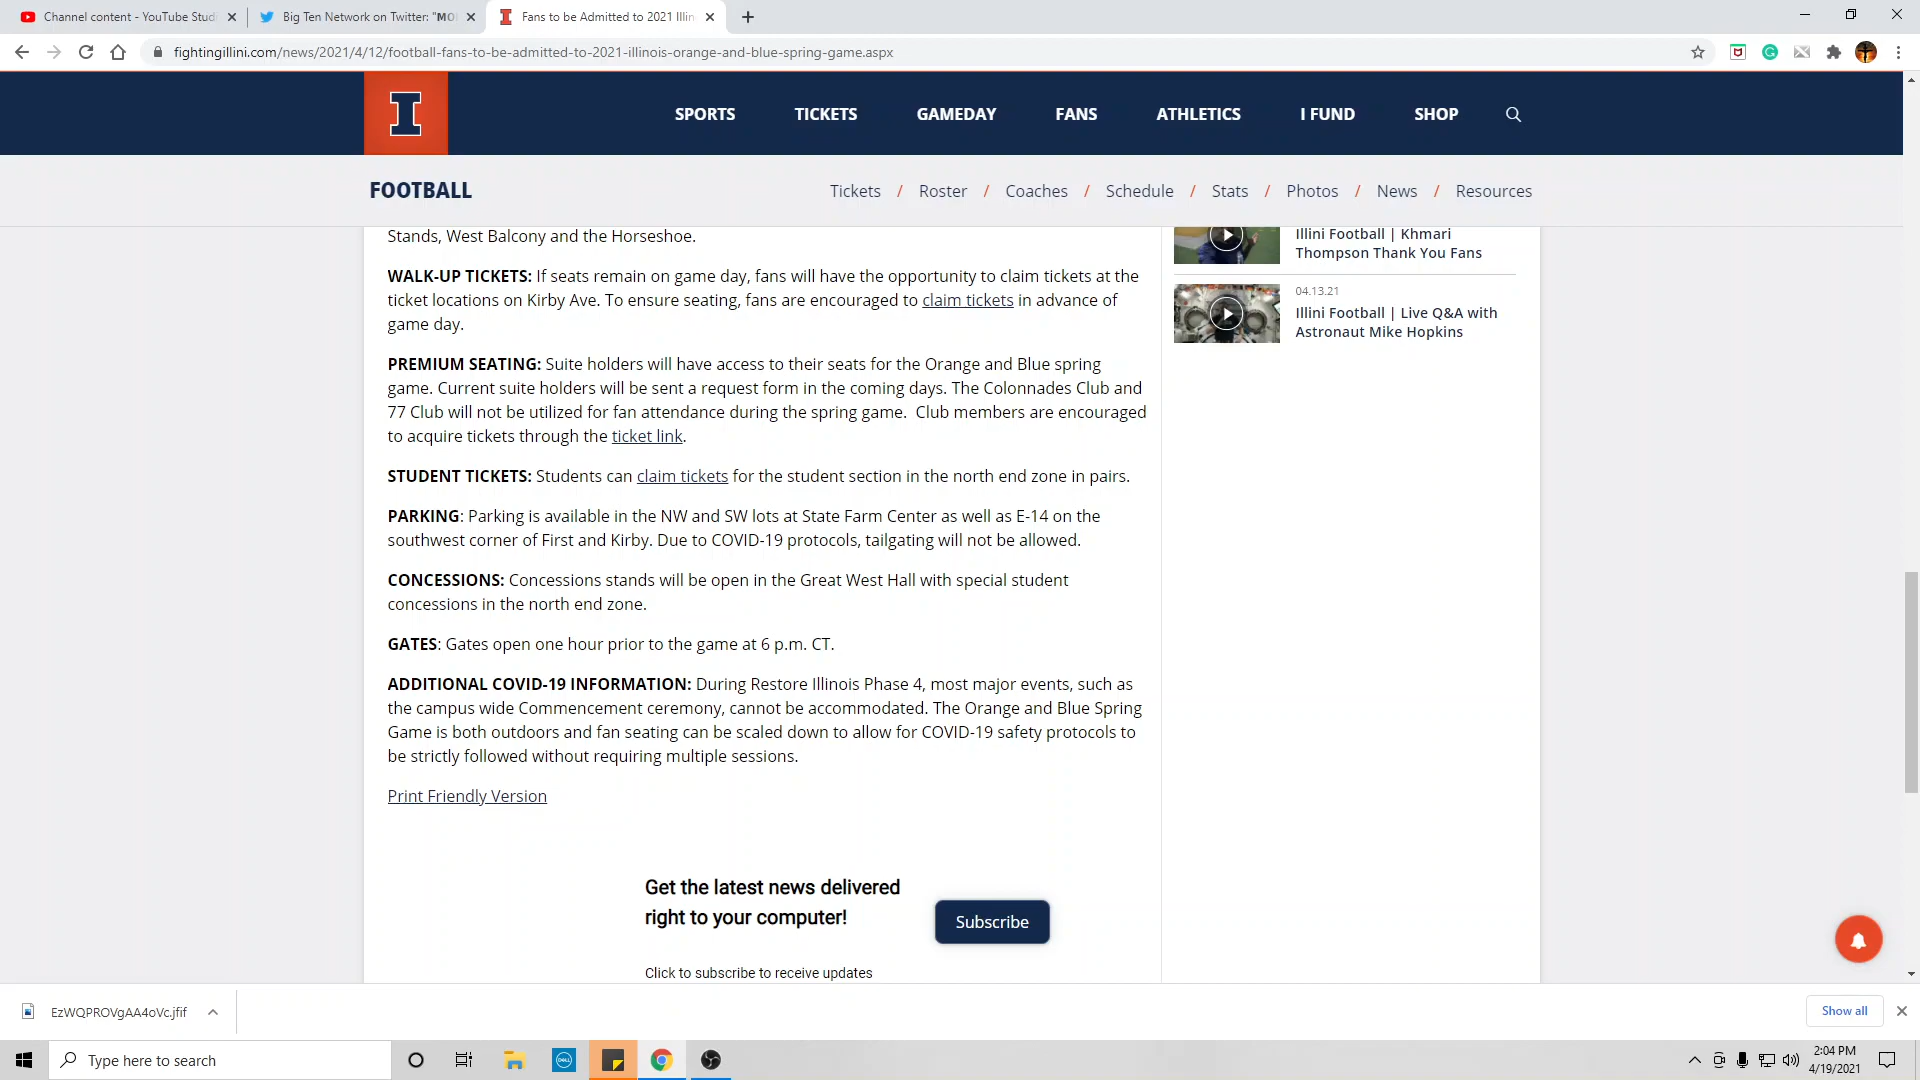 Channel content - YouTube Studi
Big Ten Network on Twitter: "MO
Fans to be Admitted to 2021 Illin
fightingillini.com/news/2021/4/12/football-fans-to-be-admitted-to-2021-illinois-orange-and-blue-spring-game.aspx
I
SPORTS TICKETS GAMEDAY FANS ATHLETICS I FUND SHOP
FOOTBALL
Tickets / Roster / Coaches / Schedule / Stats / Photos / News / Resources
Stands, West Balcony and the Horseshoe.
WALK-UP TICKETS: If seats remain on game day, fans will have the opportunity to claim tickets at the
ticket locations on Kirby Ave. To ensure seating, fans are encouraged to claim tickets in advance of
game day.
PREMIUM SEATING: Suite holders will have access to their seats for the Orange and Blue spring
game. Current suite holders will be sent a request form in the coming days. The Colonnades Club and
77 Club will not be utilized for fan attendance during the spring game.  Club members are encouraged
to acquire tickets through the ticket link.
STUDENT TICKETS: Students can claim tickets for the student section in the north end zone in pairs.
PARKING: Parking is available in the NW and SW lots at State Farm Center as well as E-14 on the
southwest corner of First and Kirby. Due to COVID-19 protocols, tailgating will not be allowed.
CONCESSIONS: Concessions stands will be open in the Great West Hall with special student
concessions in the north end zone.
GATES: Gates open one hour prior to the game at 6 p.m. CT.
ADDITIONAL COVID-19 INFORMATION: During Restore Illinois Phase 4, most major events, such as
the campus wide Commencement ceremony, cannot be accommodated. The Orange and Blue Spring
Game is both outdoors and fan seating can be scaled down to allow for COVID-19 safety protocols to
be strictly followed without requiring multiple sessions.
Print Friendly Version
Illini Football | Khmari
Thompson Thank You Fans
04.13.21
Illini Football | Live Q&A with
Astronaut Mike Hopkins
Get the latest news delivered
right to your computer!
Subscribe
Click to subscribe to receive updates
EzWQPROVgAA4oVc.jfif
Show all
Type here to search
DELL
2:04 PM
4/19/2021